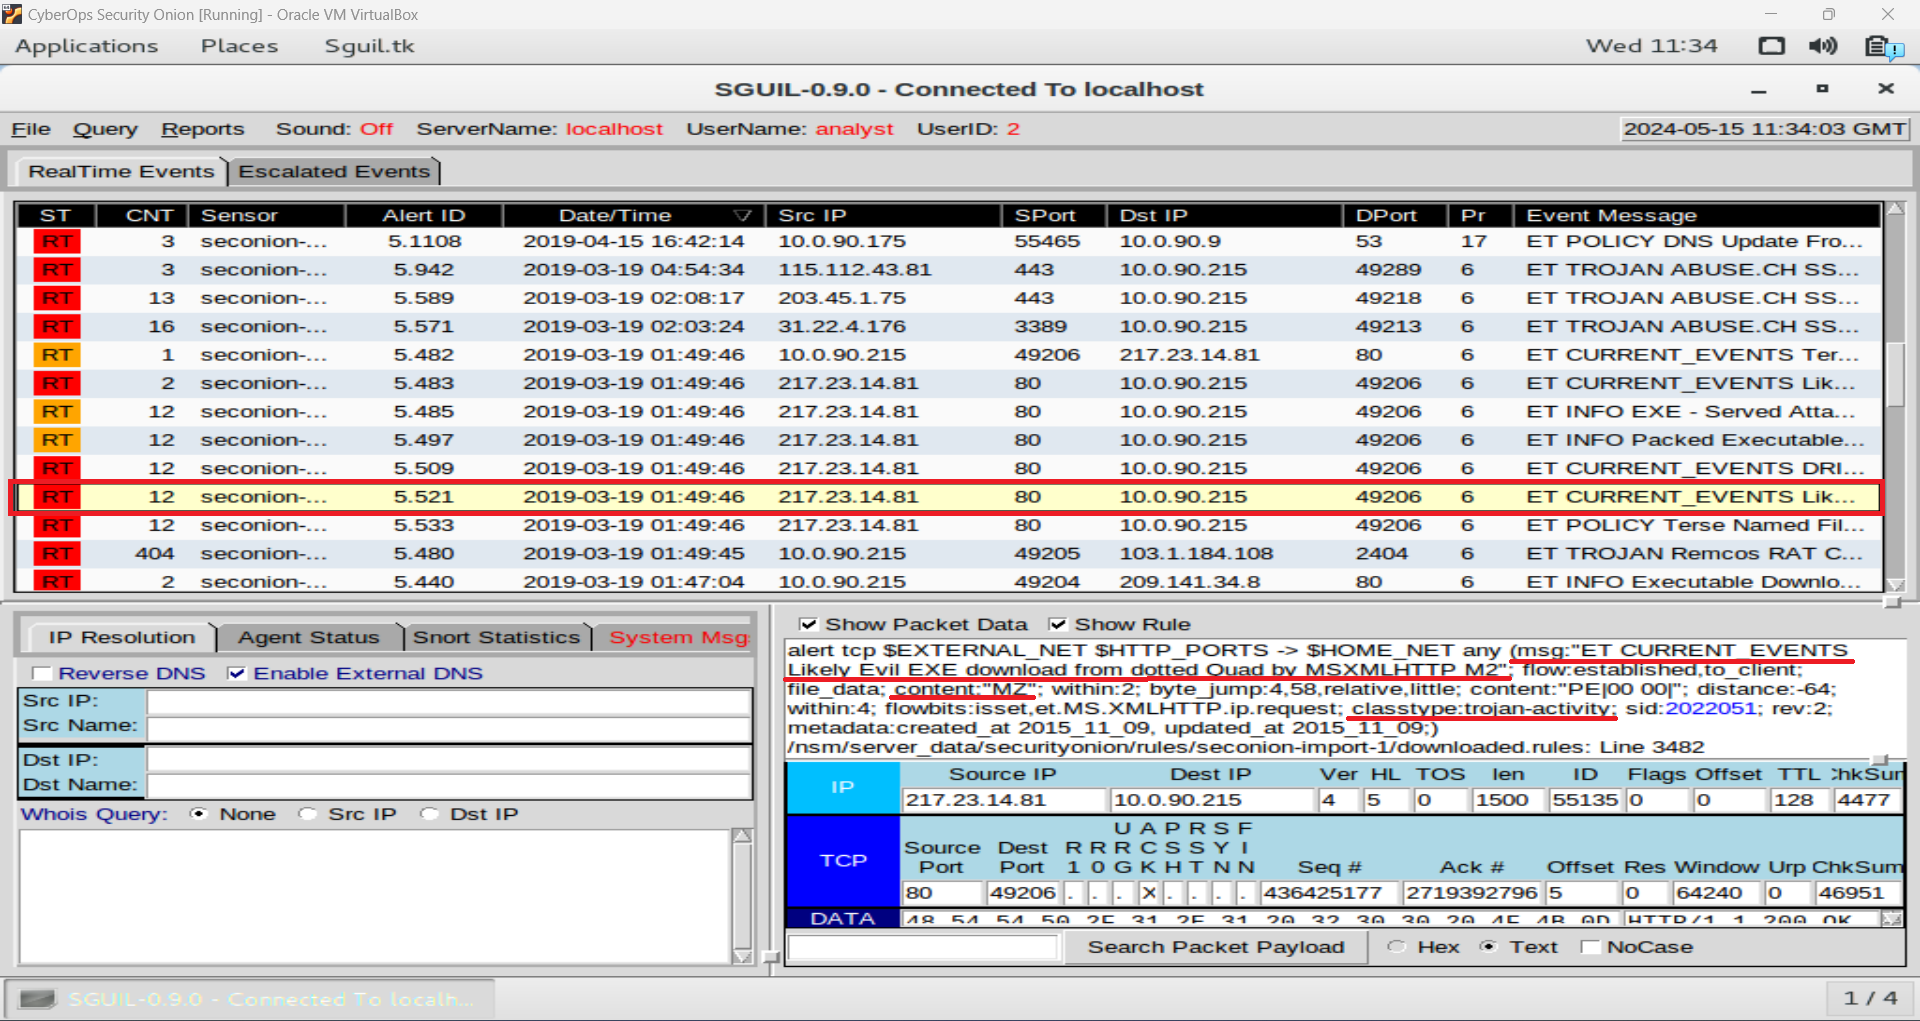 CyberOps Security Onion [Running] - Oracle VM VirtualBox
Applications Places Sguil.tk Wed 11:34
SGUIL-0.9.0 - Connected To localhost
File Query Reports Sound: Off ServerName: localhost UserName: analyst UserID: 2 2024-05-15 11:34:03 GMT
RealTime Events Escalated Events
ST CNT Sensor Alert ID Date/Time Src IP SPort Dst IP DPort Pr Event Message
RT 3 seconion-... 5.1108 2019-04-15 16:42:14 10.0.90.175 55465 10.0.90.9 53 17 ET POLICY DNS Update Fro...
RT 3 seconion-... 5.942 2019-03-19 04:54:34 115.112.43.81 443 10.0.90.215 49289 6 ET TROJAN ABUSE.CH SS...
RT 13 seconion-... 5.589 2019-03-19 02:08:17 203.45.1.75 443 10.0.90.215 49218 6 ET TROJAN ABUSE.CH SS...
RT 16 seconion-... 5.571 2019-03-19 02:03:24 31.22.4.176 3389 10.0.90.215 49213 6 ET TROJAN ABUSE.CH SS...
RT 1 seconion-... 5.482 2019-03-19 01:49:46 10.0.90.215 49206 217.23.14.81 80 6 ET CURRENT_EVENTS Ter...
RT 2 seconion-... 5.483 2019-03-19 01:49:46 217.23.14.81 80 10.0.90.215 49206 6 ET CURRENT_EVENTS Lik...
RT 12 seconion-... 5.485 2019-03-19 01:49:46 217.23.14.81 80 10.0.90.215 49206 6 ET INFO EXE - Served Atta...
RT 12 seconion-... 5.497 2019-03-19 01:49:46 217.23.14.81 80 10.0.90.215 49206 6 ET INFO Packed Executable...
RT 12 seconion-... 5.509 2019-03-19 01:49:46 217.23.14.81 80 10.0.90.215 49206 6 ET CURRENT_EVENTS DRI...
RT 12 seconion-... 5.521 2019-03-19 01:49:46 217.23.14.81 80 10.0.90.215 49206 6 ET CURRENT_EVENTS Lik...
RT 12 seconion-... 5.533 2019-03-19 01:49:46 217.23.14.81 80 10.0.90.215 49206 6 ET POLICY Terse Named Fil...
RT 404 seconion-... 5.480 2019-03-19 01:49:45 10.0.90.215 49205 103.1.184.108 2404 6 ET TROJAN Remcos RAT C...
RT 2 seconion-... 5.440 2019-03-19 01:47:04 10.0.90.215 49204 209.141.34.8 80 6 ET INFO Executable Downlo...
IP Resolution Agent Status Snort Statistics System Msg
Reverse DNS Enable External DNS
Src IP:
Src Name:
Dst IP:
Dst Name:
Whois Query: None Src IP Dst IP
Show Packet Data Show Rule
alert tcp $EXTERNAL_NET $HTTP_PORTS -> $HOME_NET any (msg:"ET CURRENT_EVENTS
Likely Evil EXE download from dotted Quad by MSXMLHTTP M2"; flow:established,to_client;
file_data; content:"MZ"; within:2; byte_jump:4,58,relative,little; content:"PE|00 00|"; distance:-64;
within:4; flowbits:isset,et.MS.XMLHTTP.ip.request; classtype:trojan-activity; sid:2022051; rev:2;
metadata:created_at 2015_11_09, updated_at 2015_11_09;)
/nsm/server_data/securityonion/rules/seconion-import-1/downloaded.rules: Line 3482
IP Source IP Dest IP Ver HL TOS len ID Flags Offset TTL ChkSum
217.23.14.81 10.0.90.215 4 5 0 1500 55135 0 0 128 4477
U A P R S F
Source Dest R R R C S S Y I
TCP Port Port 1 0 G K H T N N Seq # Ack # Offset Res Window Urp ChkSum
80 49206 . . . X . . . . 436425177 2719392796 5 0 64240 0 46951
DATA 48 54 54 50 2F 31 2E 31 20 32 30 30 20 4F 4B 0D HTTP/1.1 200 OK
Search Packet Payload Hex Text NoCase
SGUIL-0.9.0 - Connected To localh... 1 / 4